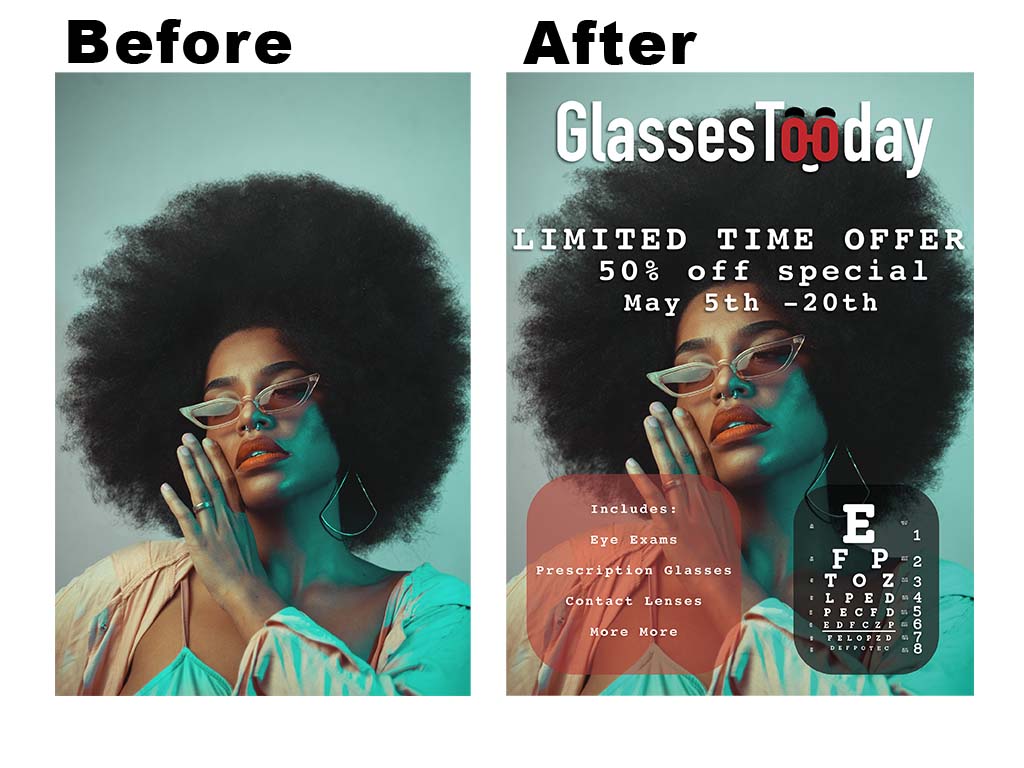 Before
After
GlassesTooday
LIMITED TIME OFFER
50% off special
May 5th -20th
Includes:
Eye Exams
Prescription Glasses
Contact Lenses
More More
E
1
F P
2
T O Z
3
L P E D
4
P E C F D
5
E D F C Z P
6
F E L O P Z D
7
D E F P O T E C
8